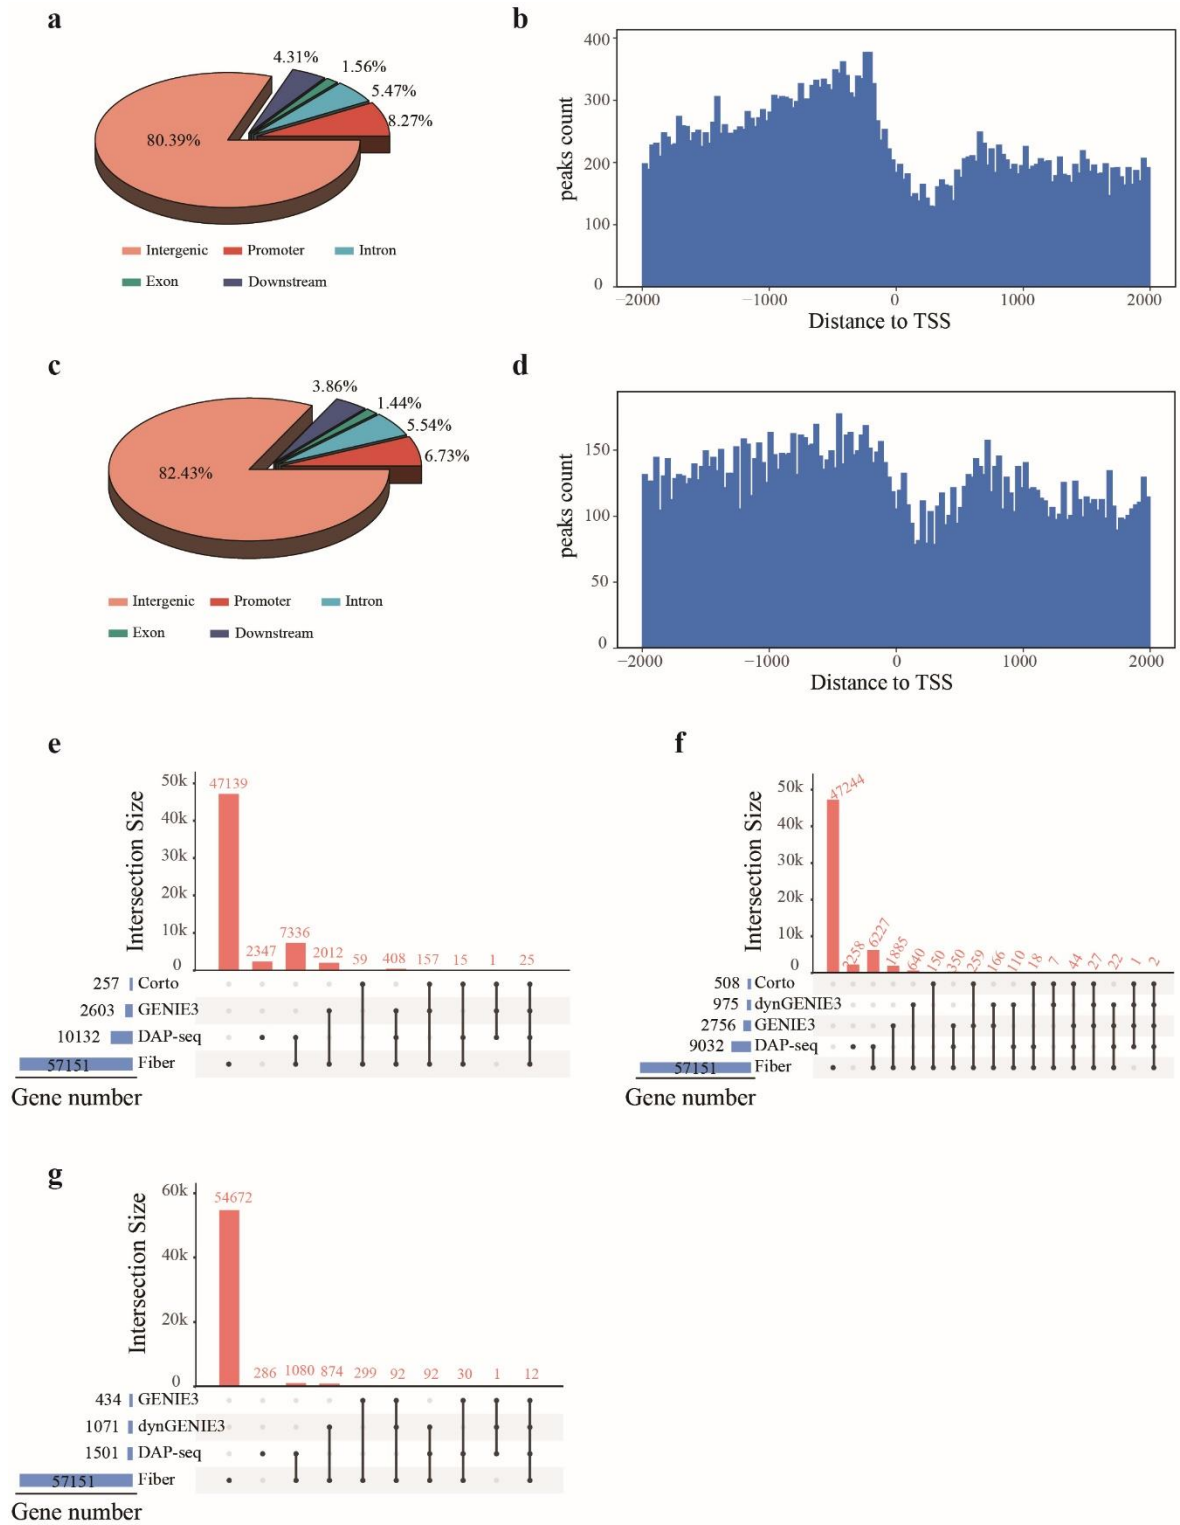 a
4.31%
1.56%
5.47%
8.27%
80.39%
Intergenic Promoter Intron
Exon Downstream
b
peaks count
400
300
200
100
0
−2000 −1000 0 1000 2000
Distance to TSS
c
3.86%
1.44%
5.54%
6.73%
82.43%
Intergenic Promoter Intron
Exon Downstream
d
peaks count
150
100
50
0
−2000 −1000 0 1000 2000
Distance to TSS
e
Intersection Size
50k
40k
30k
20k
10k
0
47139 2347 7336 2012 59 408 157 15 1 25
257 Corto
2603 GENIE3
10132 DAP-seq
57151 Fiber
Gene number
f
Intersection Size
50k
40k
30k
20k
10k
0
47244 2258 6227 1885 640 150 350 259 166 110 18 7 44 27 22 1 2
508 Corto
975 dynGENIE3
2756 GENIE3
9032 DAP-seq
57151 Fiber
Gene number
g
Intersection Size
60k
40k
20k
0
54672 286 1080 874 299 92 92 30 1 12
434 GENIE3
1071 dynGENIE3
1501 DAP-seq
57151 Fiber
Gene number